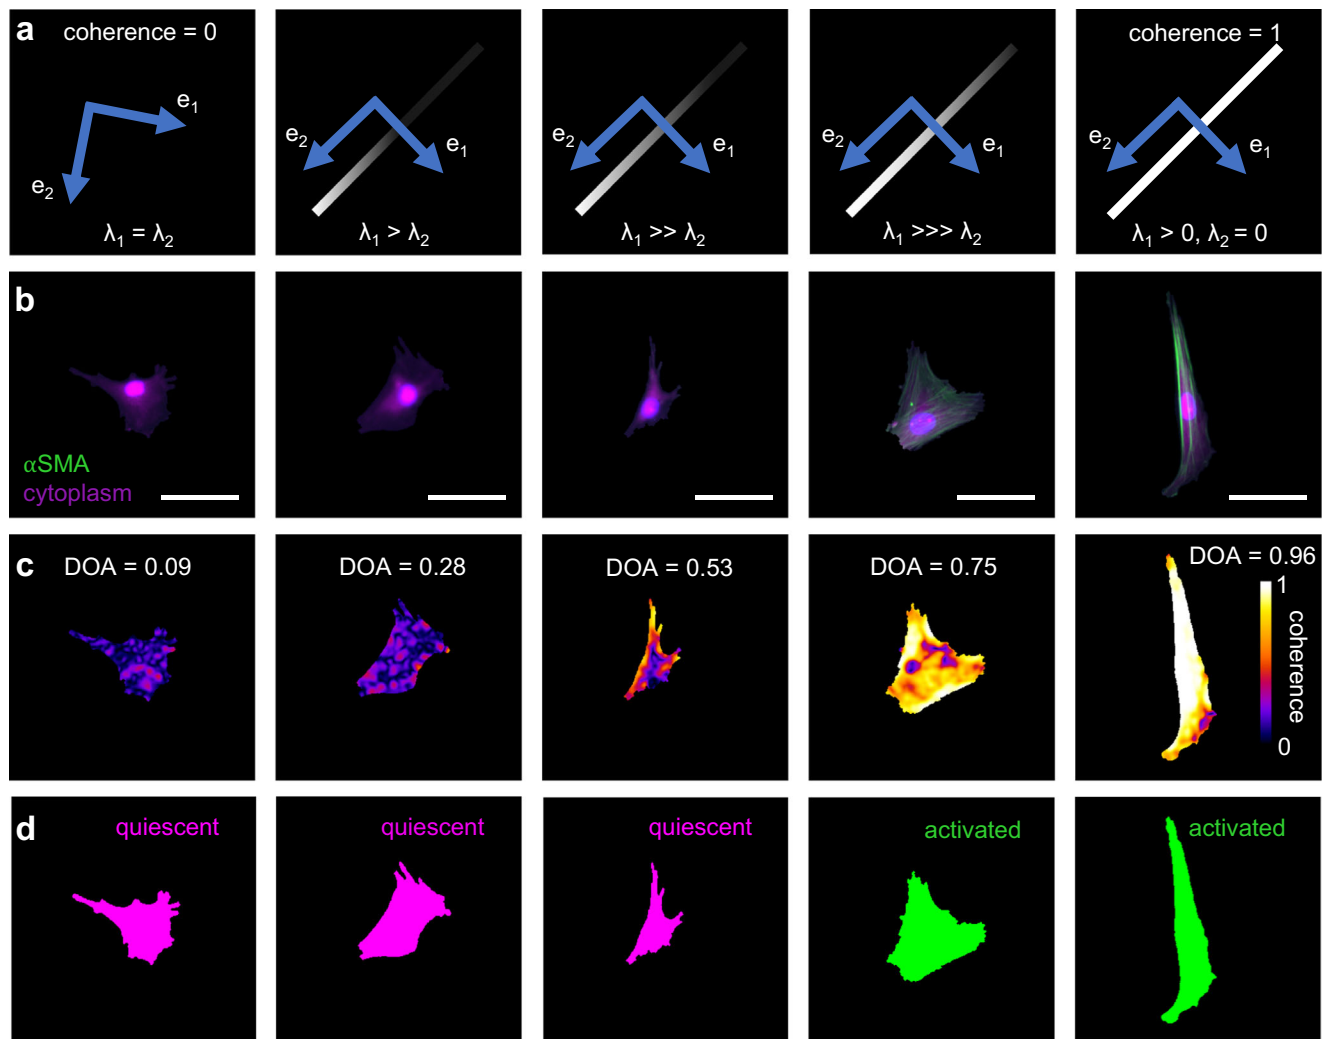 a
coherence = 0
coherence = 1
e1
e2
e2
e1
e2
e1
e2
e1
e2
e1
λ1 = λ2
λ1 > λ2
λ1 >> λ2
λ1 >>> λ2
λ1 > 0, λ2 = 0
b
αSMA
cytoplasm
c
DOA = 0.09
DOA = 0.28
DOA = 0.53
DOA = 0.75
DOA = 0.96
1
coherence
0
d
quiescent
quiescent
quiescent
activated
activated